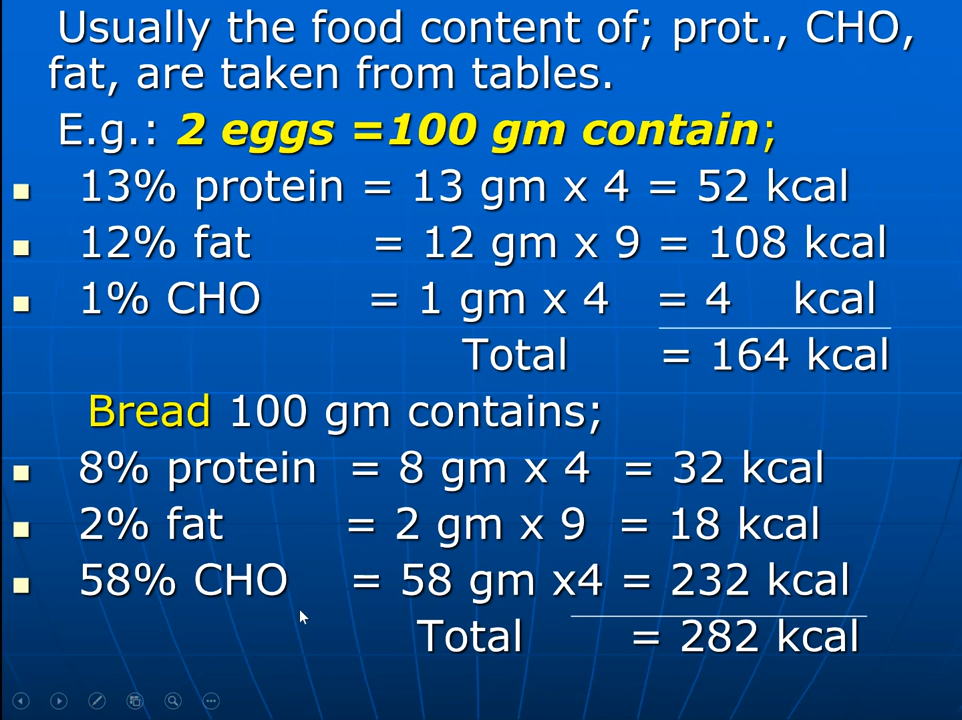 Usually the food content of; prot., CHO,
fat, are taken from tables.
E.g.: 2 eggs =100 gm contain;
13% protein = 13 gm x 4 = 52 kcal
12% fat = 12 gm x 9 = 108 kcal
1% CHO = 1 gm x 4 = 4 kcal
Total = 164 kcal
Bread 100 gm contains;
8% protein = 8 gm x 4 = 32 kcal
2% fat = 2 gm x 9 = 18 kcal
58% CHO = 58 gm x4 = 232 kcal
Total = 282 kcal